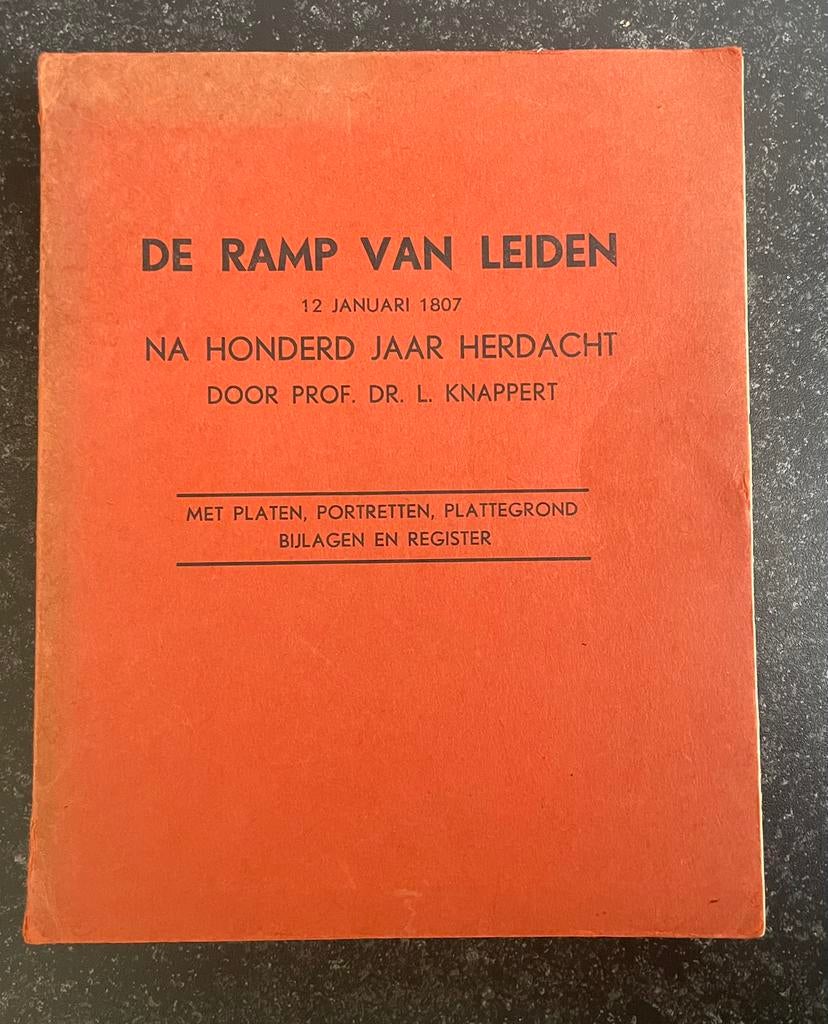 DE RAMP VAN LEIDEN
12 JANUARI 1807
NA HONDERD JAAR HERDACHT
DOOR PROF. DR. L. KNAPPERT
MET PLATEN, PORTRETTEN, PLATTEGROND
BIJLAGEN EN REGISTER